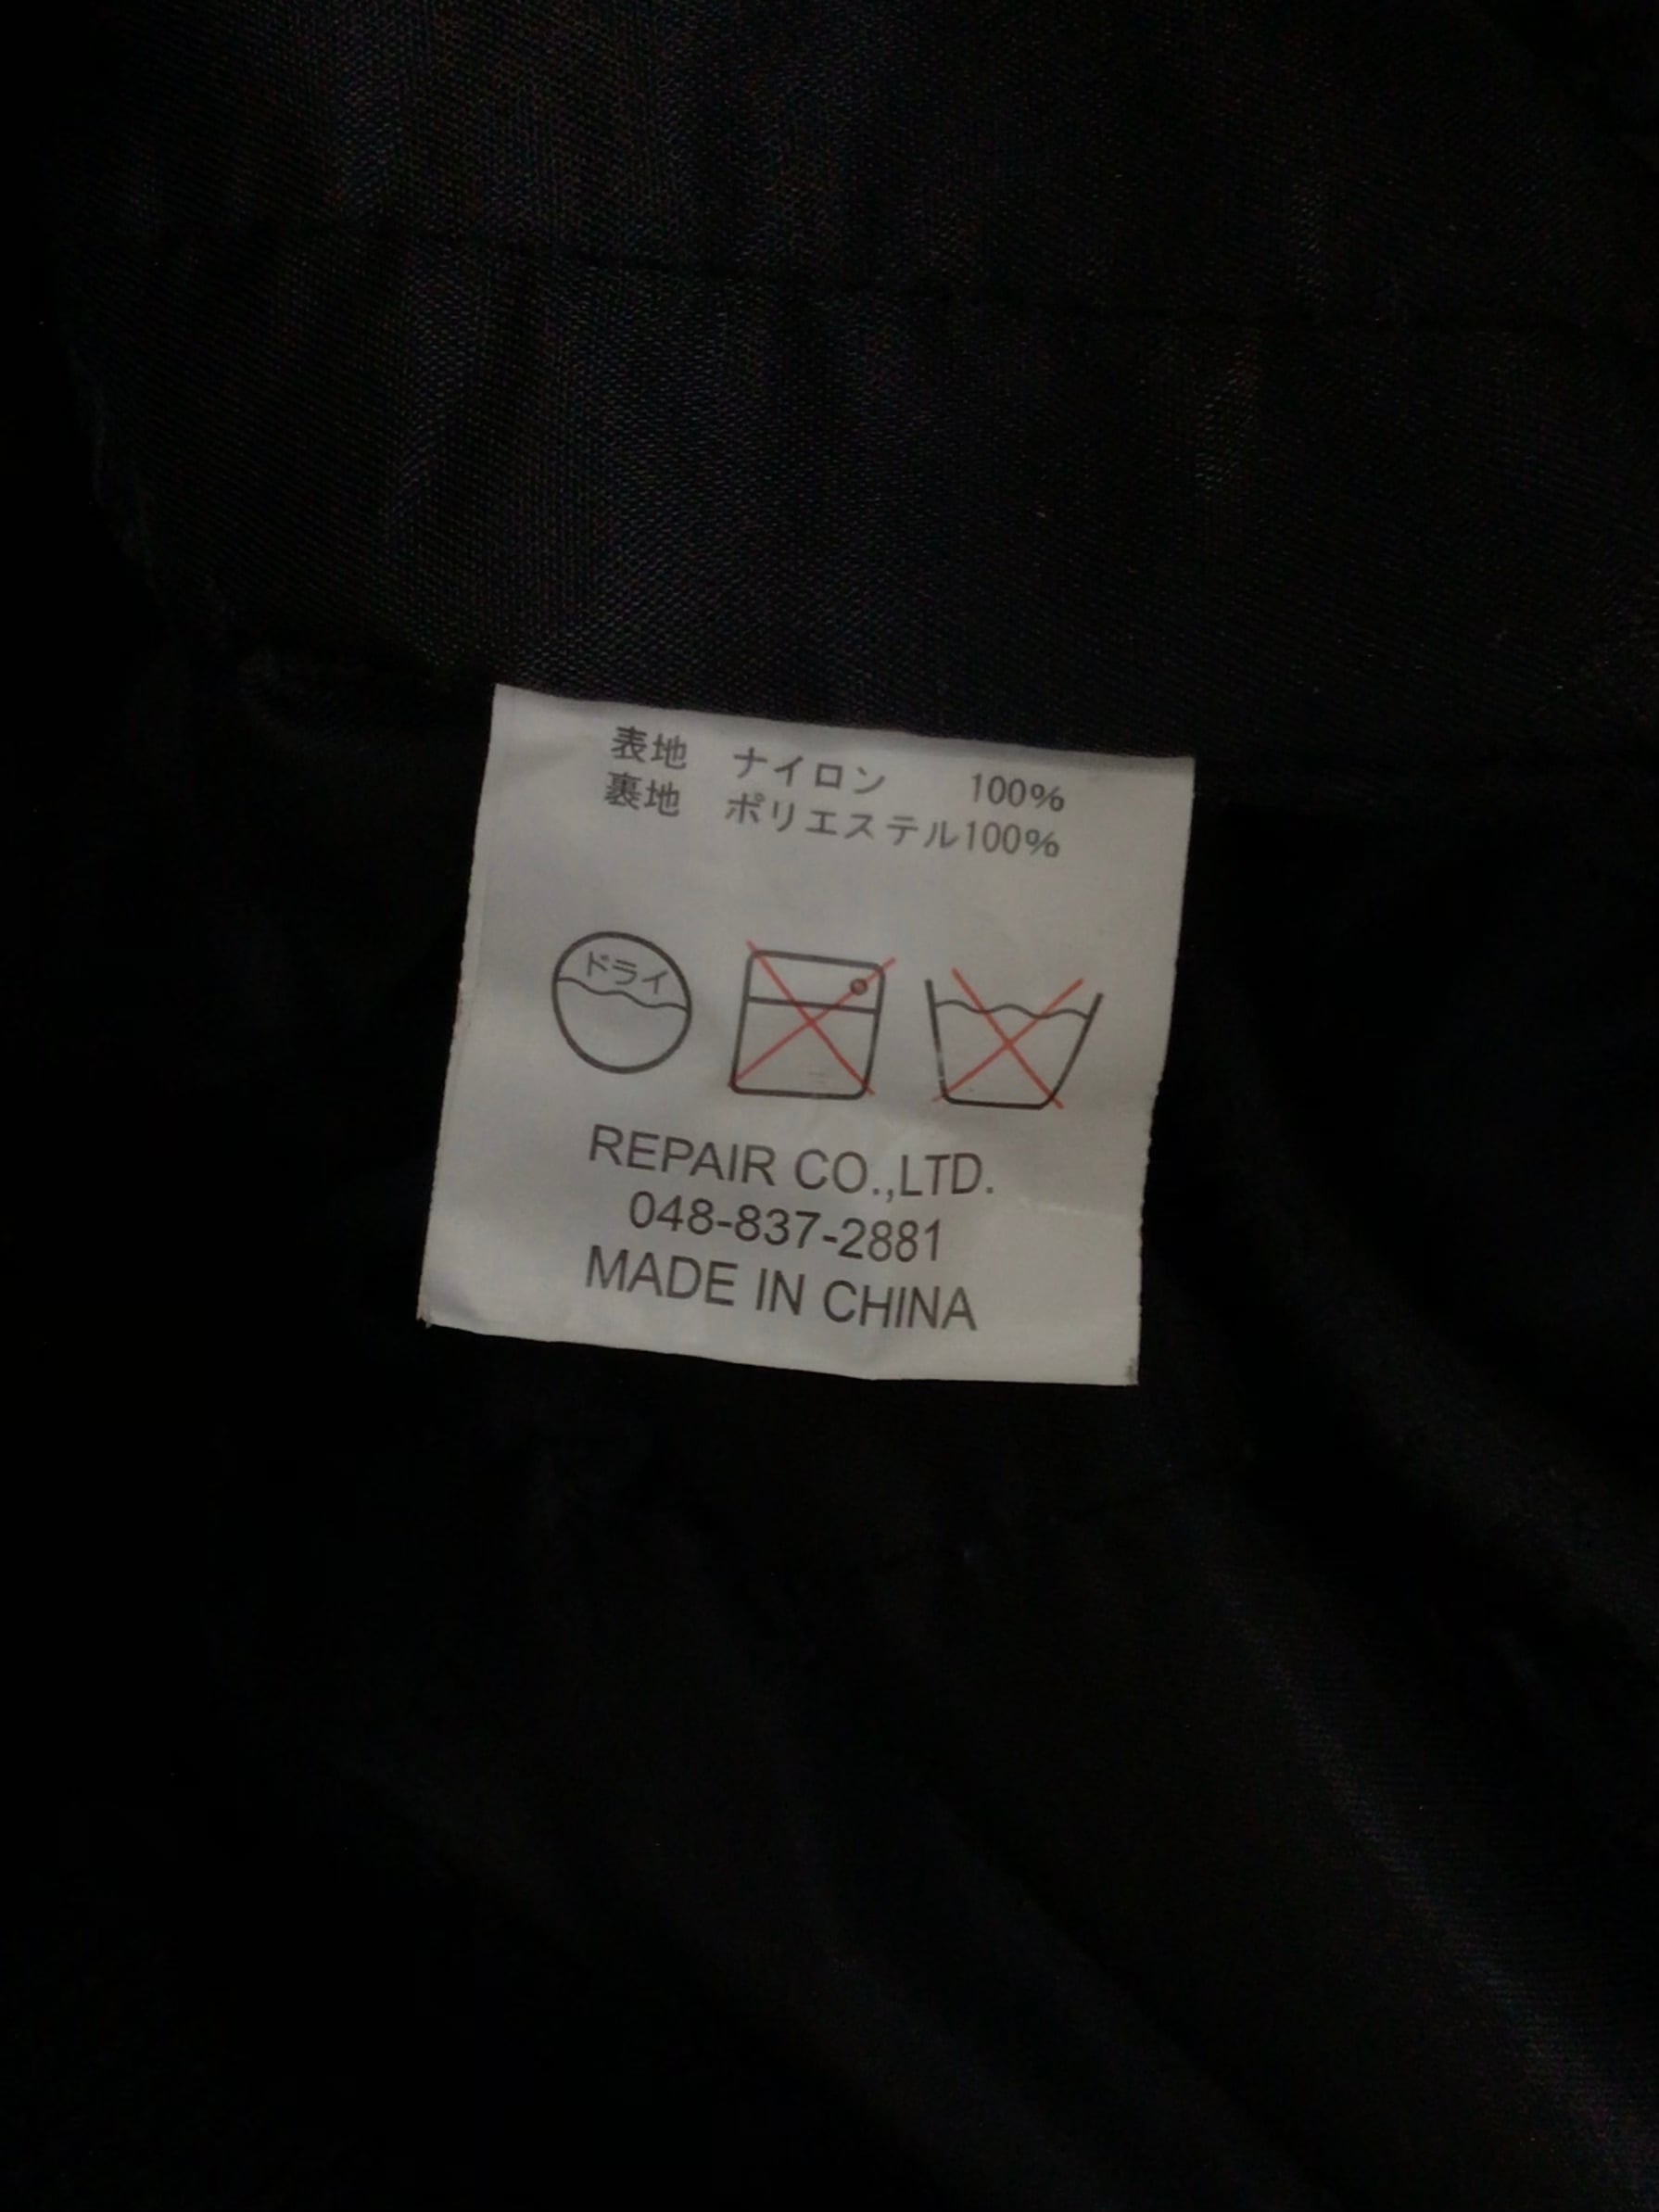 表地 ナイロン 100%
裏地 ポリエステル100%
ドライ
REPAIR CO.,LTD.
048-837-2881
MADE IN CHINA